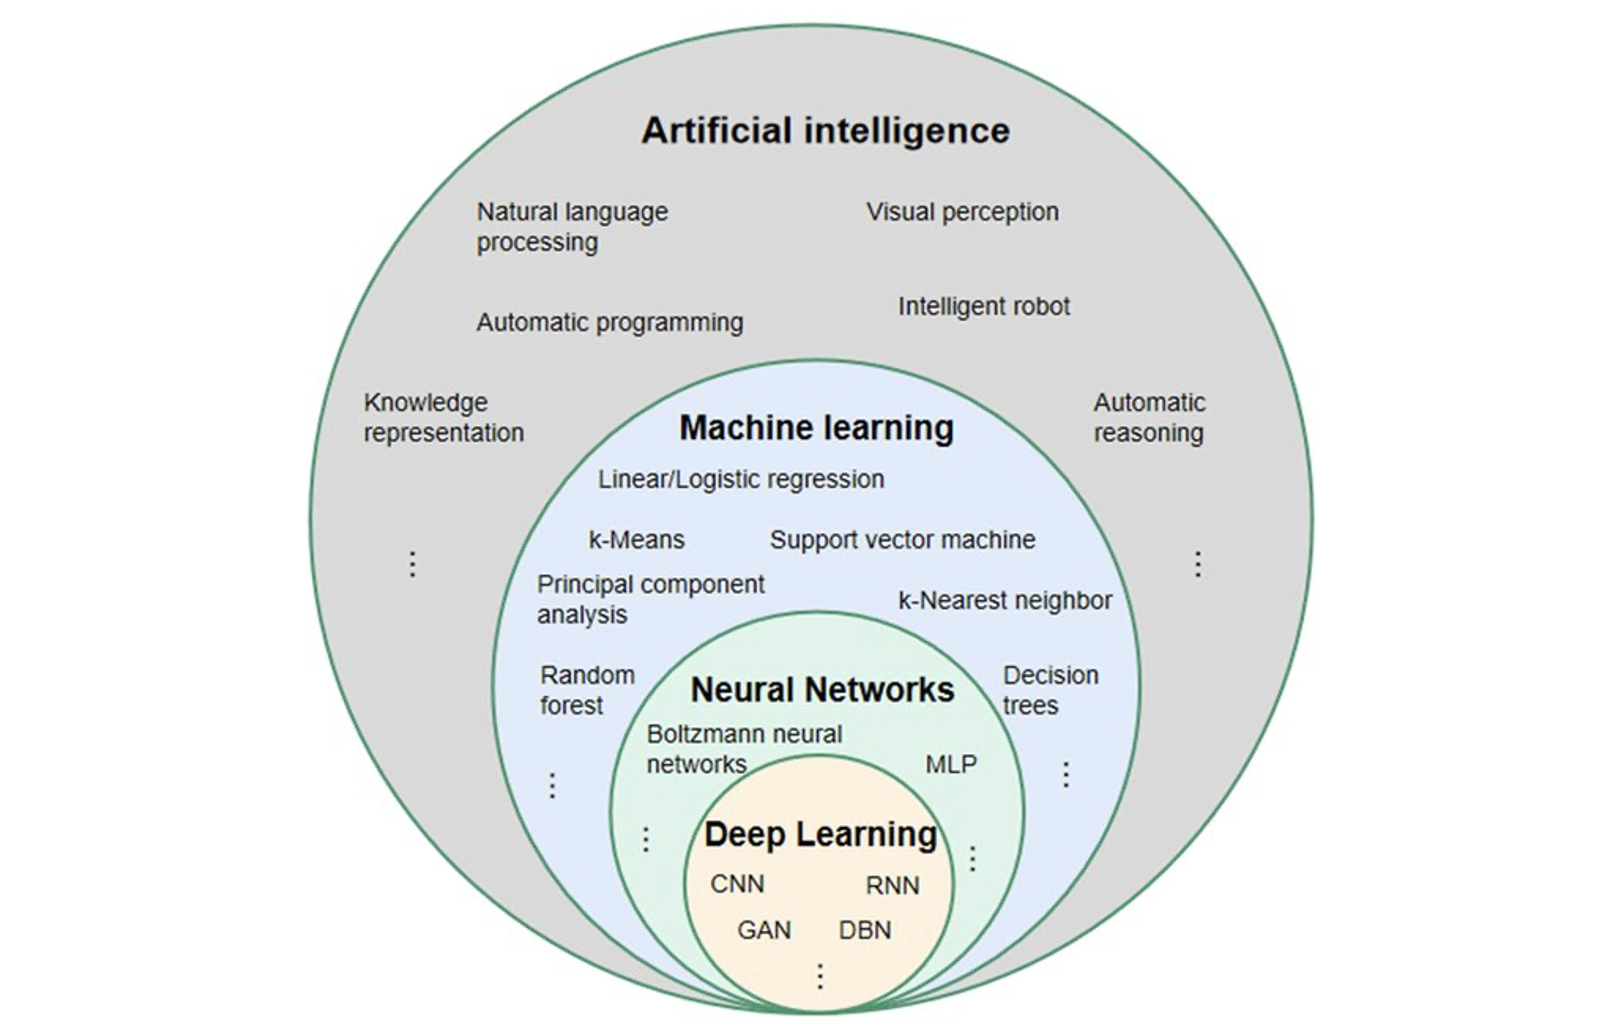 Artificial intelligence
Natural language
processing
Visual perception
Automatic programming
Intelligent robot
Knowledge
representation
Automatic
reasoning
Machine learning
Linear/Logistic regression
k-Means
Support vector machine
Principal component
analysis
k-Nearest neighbor
Random
forest
Decision
trees
Neural Networks
Boltzmann neural
networks
MLP
Deep Learning
CNN
RNN
GAN
DBN